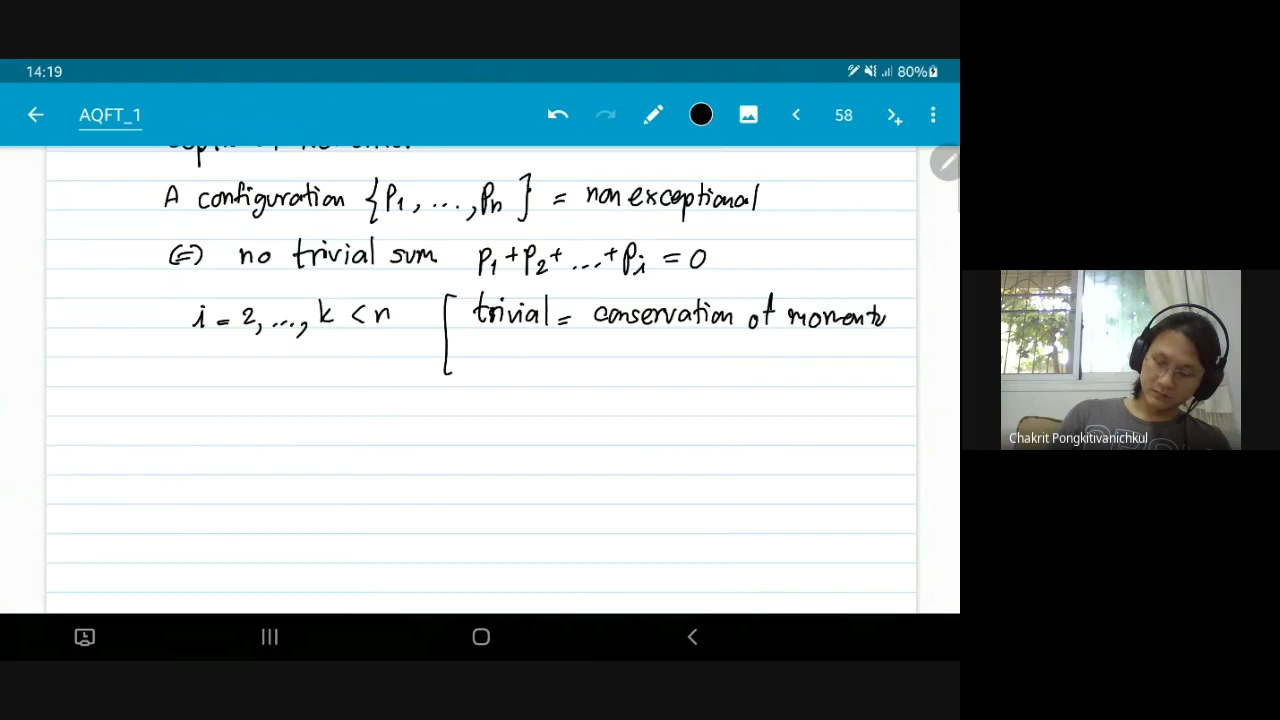 14:19
80%
AQFT_1
58
A configuration {P1, ..., Pn} = nonexceptional
(=) no trivial sum P1 + P2 + ... + Pi = 0
i = 2, ..., k < n [ trivial = conservation of momenta
Chakrit Pongkitivanichkul